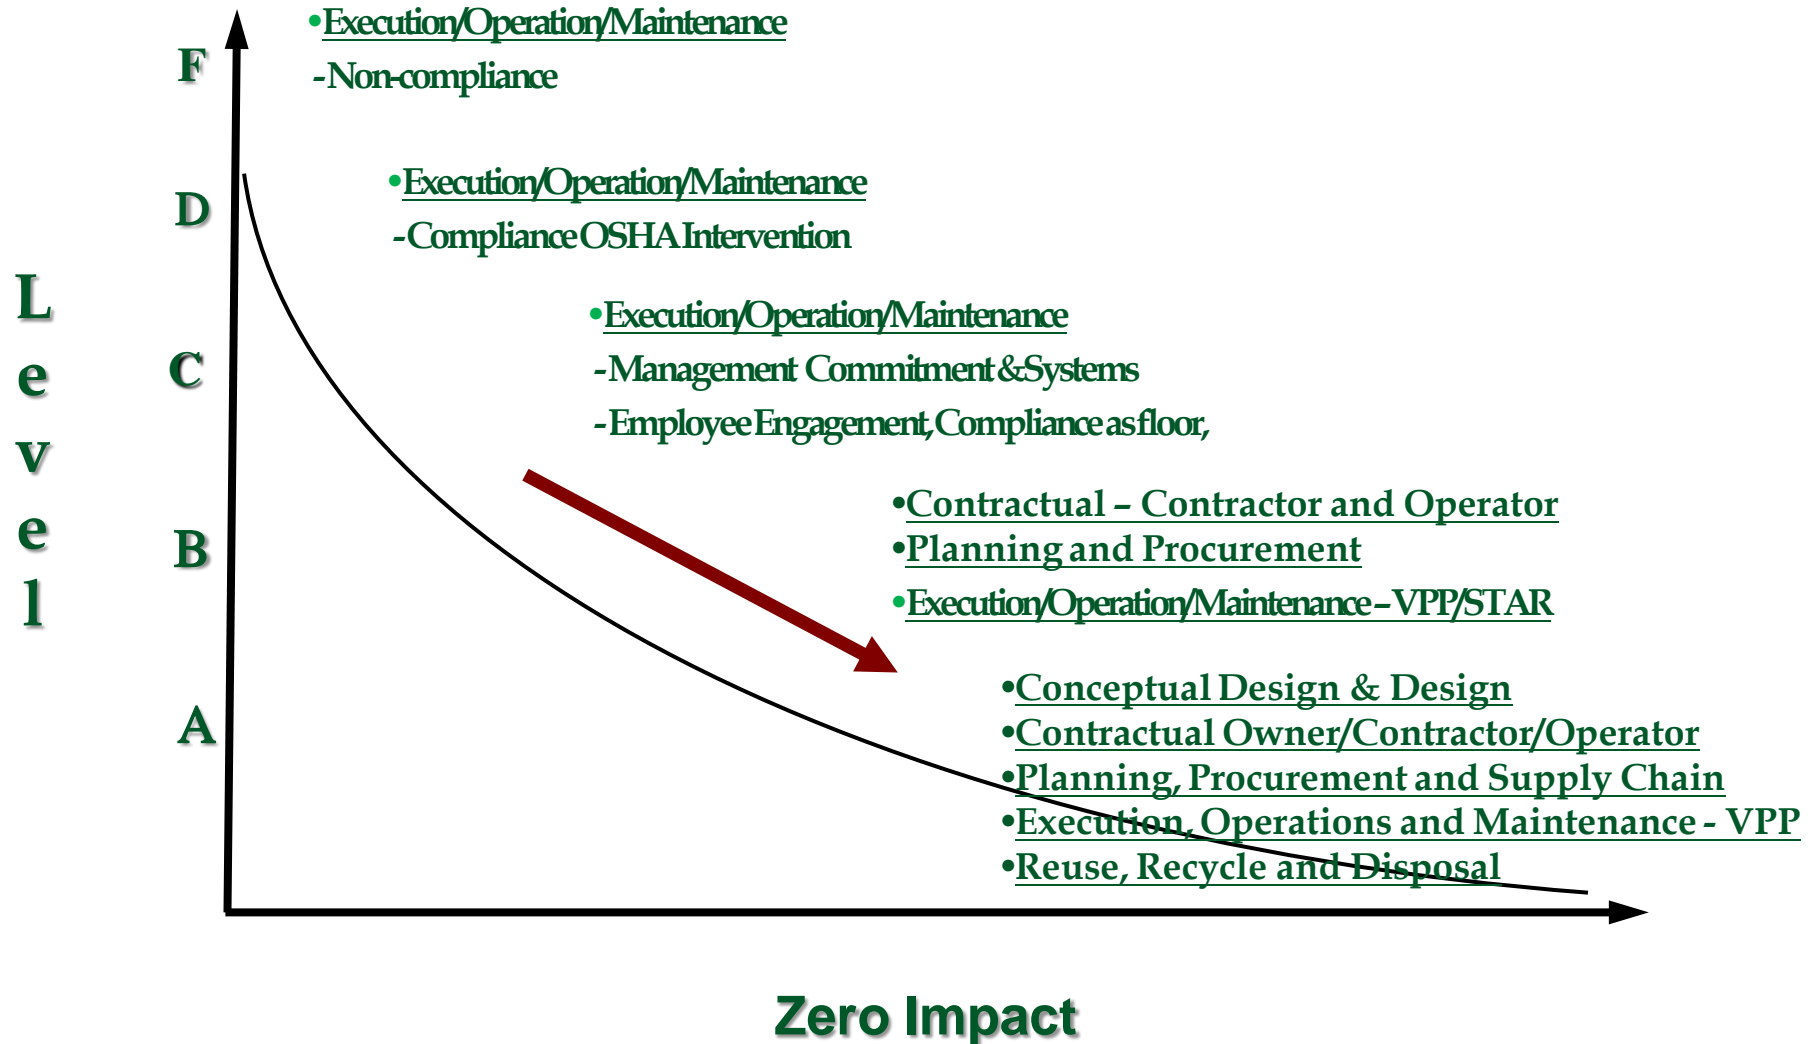 •Execution/Operation/Maintenance
F
- Non-compliance
•Execution/Operation/Maintenance
D
- Compliance OSHA Intervention
Level
•Execution/Operation/Maintenance
C
- Management Commitment & Systems
- Employee Engagement, Compliance as floor,
•Contractual – Contractor and Operator
B
•Planning and Procurement
•Execution/Operation/Maintenance – VPP/STAR
A
•Conceptual Design & Design
•Contractual Owner/Contractor/Operator
•Planning, Procurement and Supply Chain
•Execution, Operations and Maintenance - VPP
•Reuse, Recycle and Disposal
Zero Impact